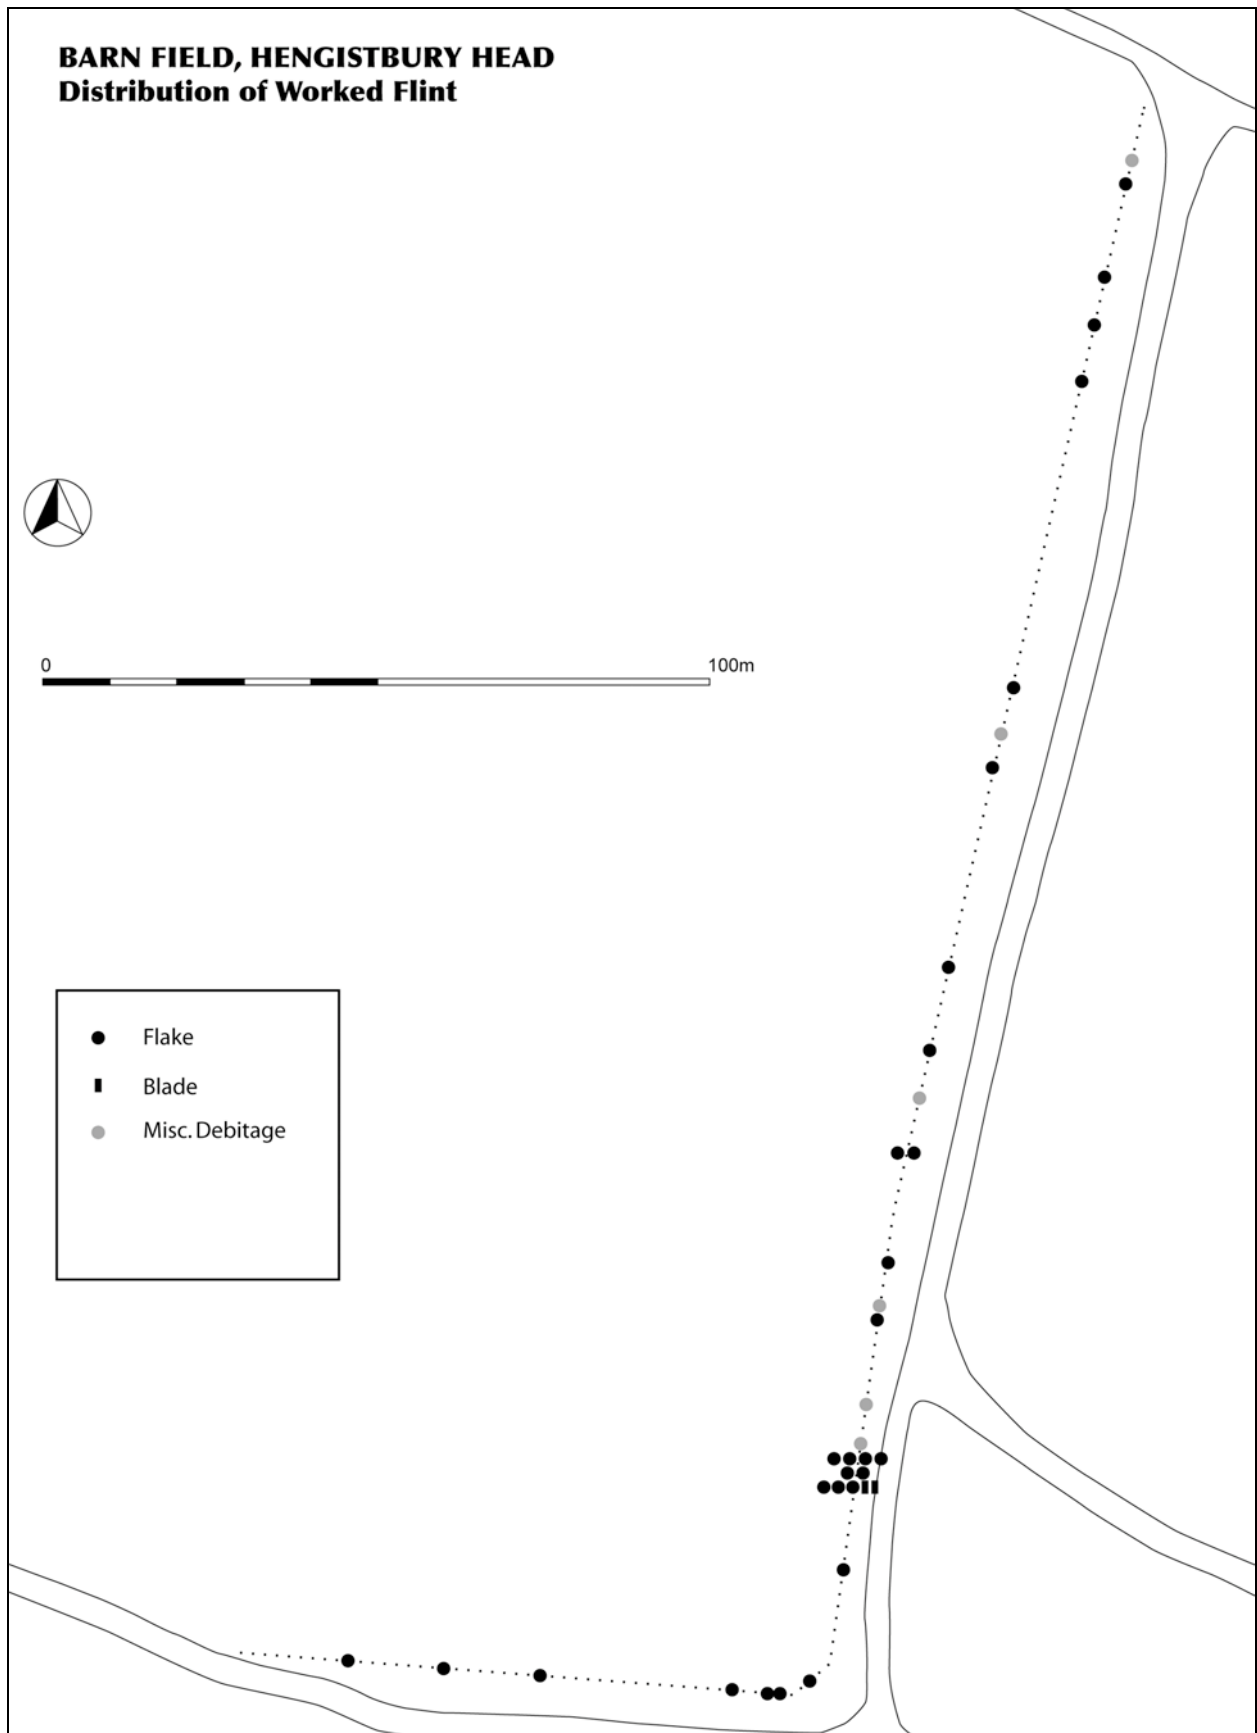 BARN FIELD, HENGISTBURY HEAD
Distribution of Worked Flint
0 100m
Flake
Blade
Misc. Debitage